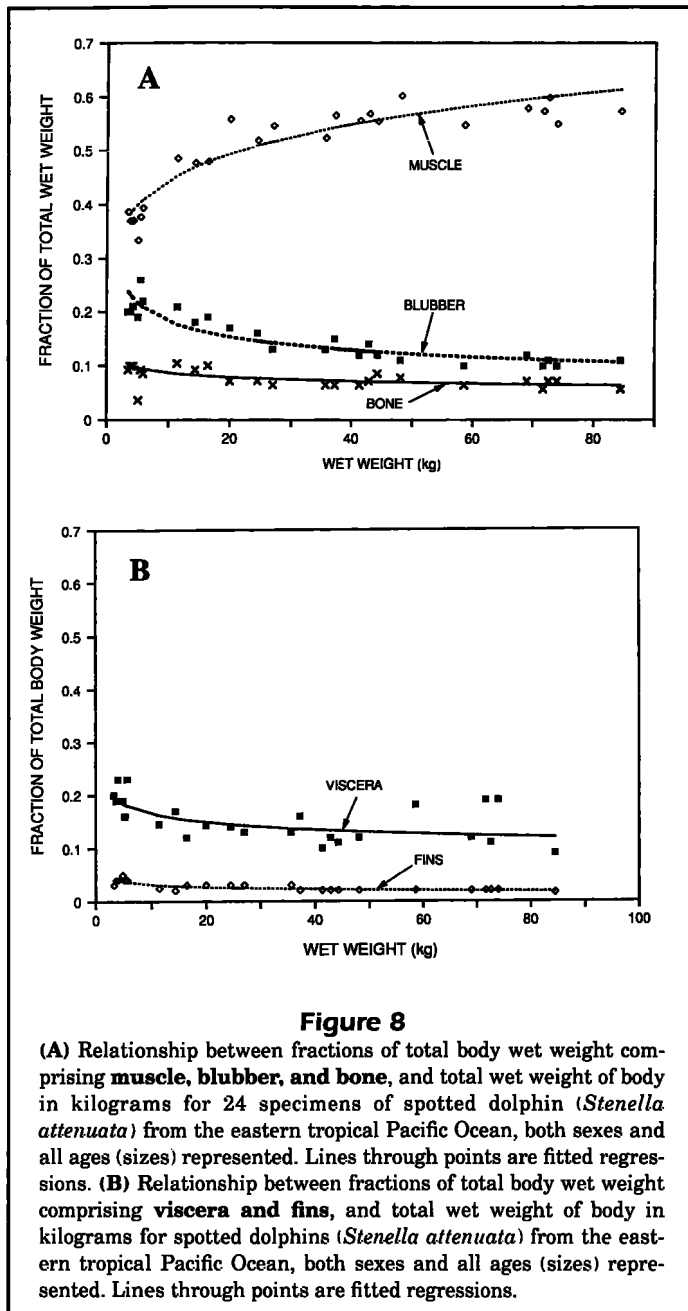 A
0.7
0.6
0.5
0.4
0.3
0.2
0.1
0
FRACTION OF TOTAL WET WEIGHT
MUSCLE
BLUBBER
BONE
0 20 40 60 80
WET WEIGHT (kg)
B
0.7
0.6
0.5
0.4
0.3
0.2
0.1
0
FRACTION OF TOTAL BODY WEIGHT
VISCERA
FINS
0 20 40 60 80 100
WET WEIGHT (kg)
Figure 8
(A) Relationship between fractions of total body wet weight com-
prising muscle, blubber, and bone, and total wet weight of body
in kilograms for 24 specimens of spotted dolphin (Stenella
attenuata) from the eastern tropical Pacific Ocean, both sexes and
all ages (sizes) represented. Lines through points are fitted regres-
sions. (B) Relationship between fractions of total body wet weight
comprising viscera and fins, and total wet weight of body in
kilograms for spotted dolphins (Stenella attenuata) from the east-
ern tropical Pacific Ocean, both sexes and all ages (sizes) repre-
sented. Lines through points are fitted regressions.